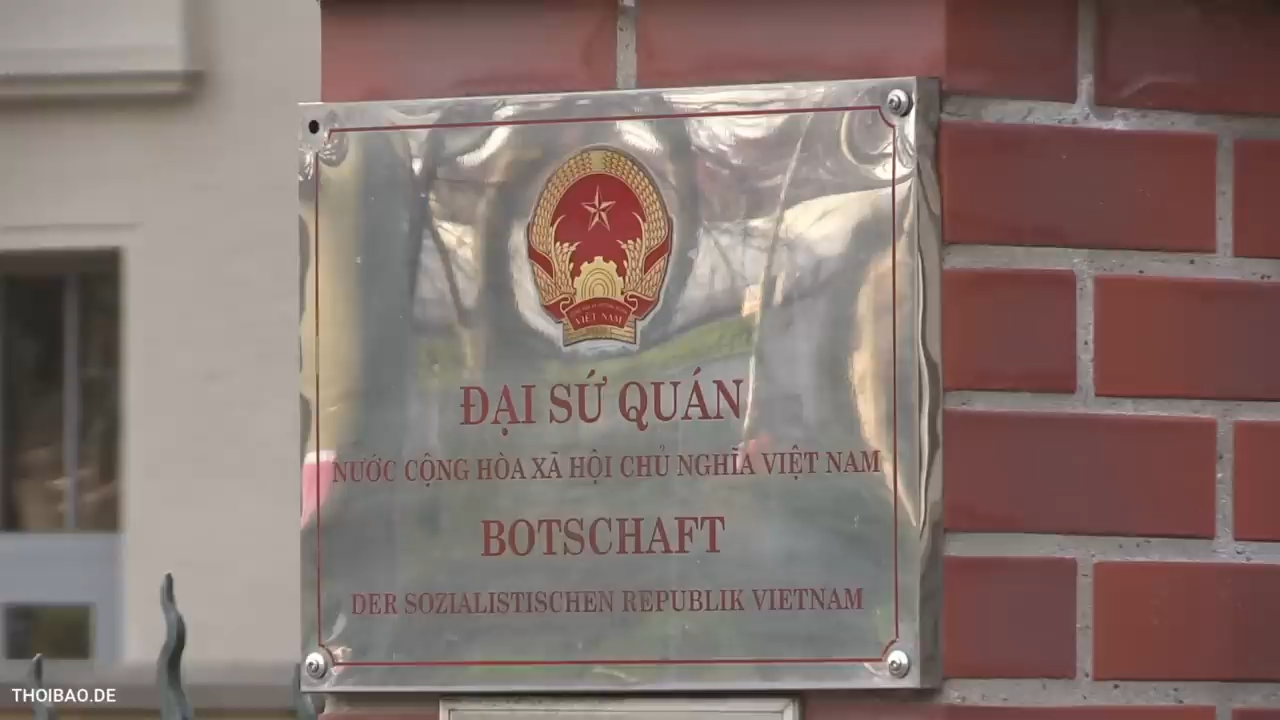 VIỆT NAM
ĐẠI SỨ QUÁN
NƯỚC CỘNG HÒA XÃ HỘI CHỦ NGHĨA VIỆT NAM
BOTSCHAFT
DER SOZIALISTISCHEN REPUBLIK VIETNAM
THOIBAO.DE